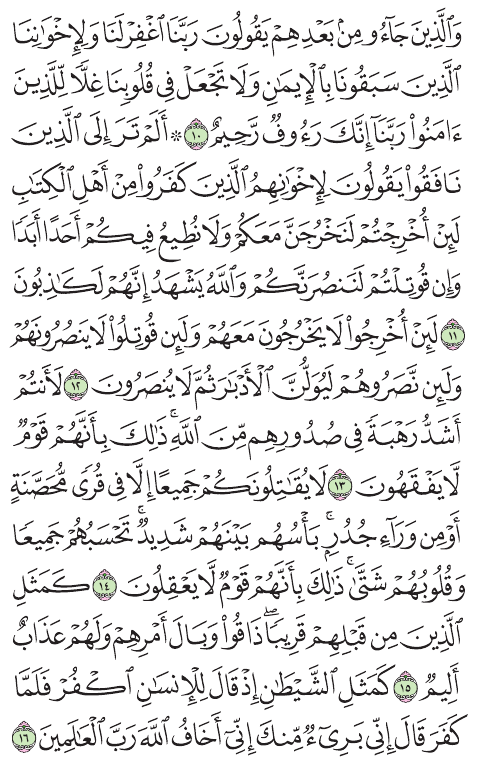 وَٱلَّذِينَ جَآءُو مِنۢ بَعْدِهِمْ يَقُولُونَ رَبَّنَا ٱغْفِرْ لَنَا وَلِإِخْوَٰنِنَا
ٱلَّذِينَ سَبَقُونَا بِٱلْإِيمَٰنِ وَلَا تَجْعَلْ فِى قُلُوبِنَا غِلًّا لِّلَّذِينَ
ءَامَنُوا۟ رَبَّنَآ إِنَّكَ رَءُوفٌ رَّحِيمٌ ١٠ ۞ أَلَمْ تَرَ إِلَى ٱلَّذِينَ
نَافَقُوا۟ يَقُولُونَ لِإِخْوَٰنِهِمُ ٱلَّذِينَ كَفَرُوا۟ مِنْ أَهْلِ ٱلْكِتَٰبِ
لَئِنْ أُخْرِجْتُمْ لَنَخْرُجَنَّ مَعَكُمْ وَلَا نُطِيعُ فِيكُمْ أَحَدًا أَبَدًا
وَإِن قُوتِلْتُمْ لَنَنصُرَنَّكُمْ وَٱللَّهُ يَشْهَدُ إِنَّهُمْ لَكَٰذِبُونَ
١١ لَئِنْ أُخْرِجُوا۟ لَا يَخْرُجُونَ مَعَهُمْ وَلَئِن قُوتِلُوا۟ لَا يَنصُرُونَهُمْ
وَلَئِن نَّصَرُوهُمْ لَيُوَلُّنَّ ٱلْأَدْبَٰرَ ثُمَّ لَا يُنصَرُونَ ١٢ لَأَنتُمْ
أَشَدُّ رَهْبَةً فِى صُدُورِهِم مِّنَ ٱللَّهِ ۚ ذَٰلِكَ بِأَنَّهُمْ قَوْمٌ
لَّا يَفْقَهُونَ ١٣ لَا يُقَٰتِلُونَكُمْ جَمِيعًا إِلَّا فِى قُرًى مُّحَصَّنَةٍ
أَوْ مِن وَرَآءِ جُدُرٍۭ ۚ بَأْسُهُم بَيْنَهُمْ شَدِيدٌ ۚ تَحْسَبُهُمْ جَمِيعًا
وَقُلُوبُهُمْ شَتَّىٰ ۚ ذَٰلِكَ بِأَنَّهُمْ قَوْمٌ لَّا يَعْقِلُونَ ١٤ كَمَثَلِ
ٱلَّذِينَ مِن قَبْلِهِمْ قَرِيبًا ۖ ذَاقُوا۟ وَبَالَ أَمْرِهِمْ وَلَهُمْ عَذَابٌ
أَلِيمٌ ١٥ كَمَثَلِ ٱلشَّيْطَٰنِ إِذْ قَالَ لِلْإِنسَٰنِ ٱكْفُرْ فَلَمَّا
كَفَرَ قَالَ إِنِّى بَرِىٓءٌ مِّنكَ إِنِّىٓ أَخَافُ ٱللَّهَ رَبَّ ٱلْعَٰلَمِينَ ١٦